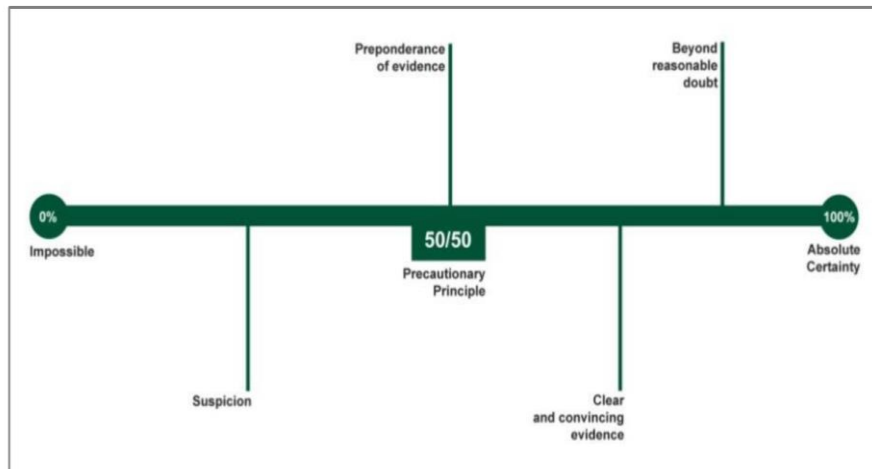 Preponderance
of evidence
Beyond
reasonable
doubt
0%
50/50
100%
Impossible
Precautionary
Principle
Absolute
Certainty
Suspicion
Clear
and convincing
evidence